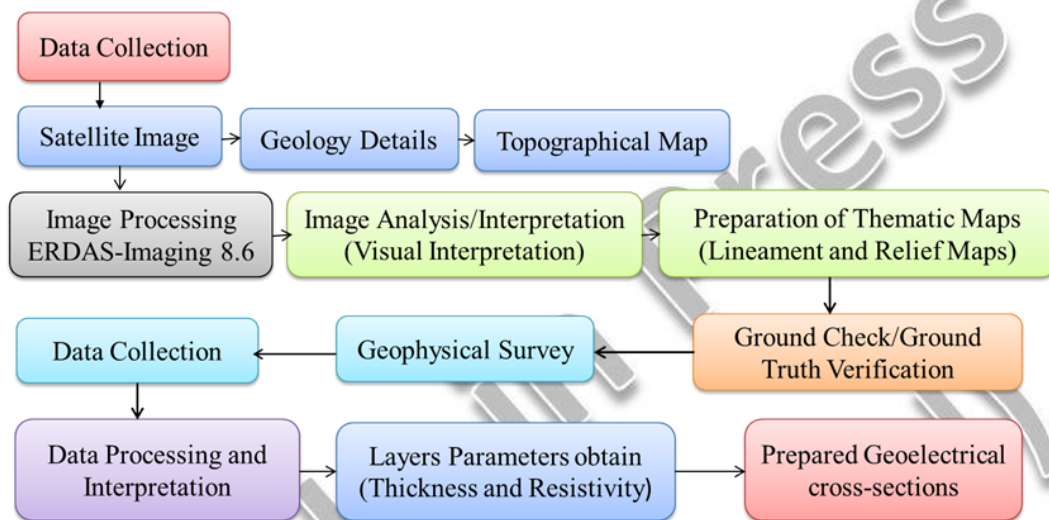 Data Collection
Satellite Image
Geology Details
Topographical Map
Image Processing
ERDAS-Imaging 8.6
Image Analysis/Interpretation
(Visual Interpretation)
Preparation of Thematic Maps
(Lineament and Relief Maps)
Data Collection
Geophysical Survey
Ground Check/Ground
Truth Verification
Data Processing and
Interpretation
Layers Parameters obtain
(Thickness and Resistivity)
Prepared Geoelectrical
cross-sections
in Press